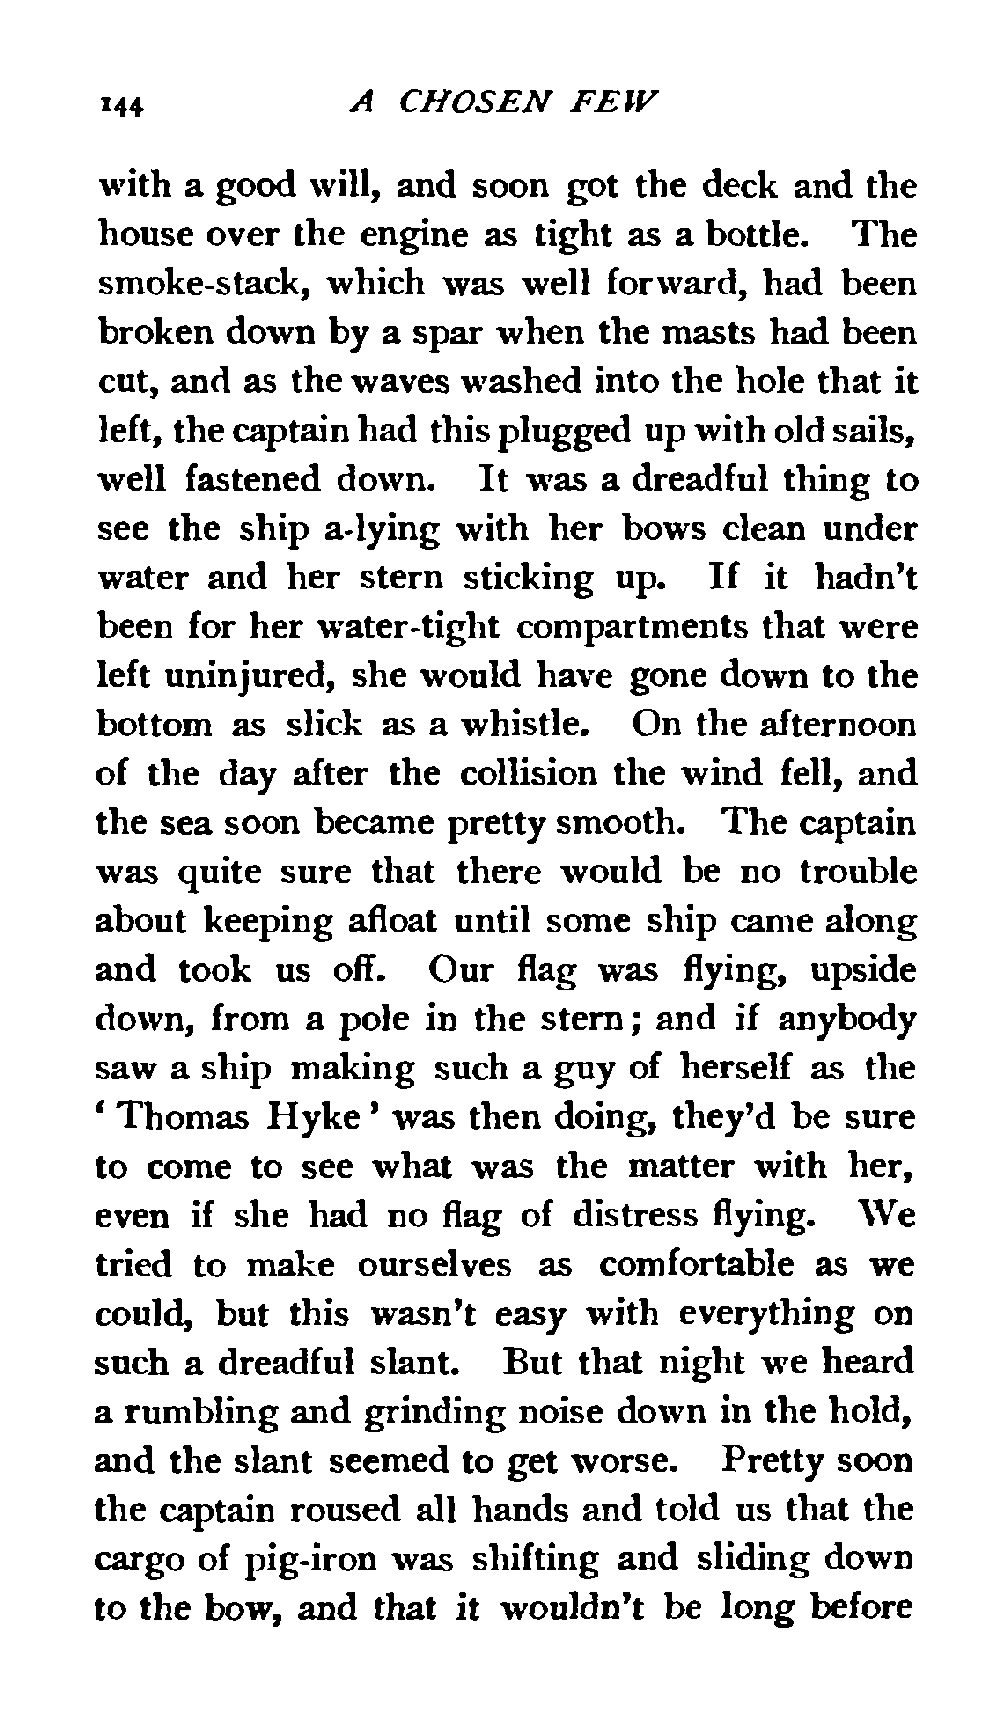 144 A CHOSEN FEW
with a good will, and soon got the deck and the
house over the engine as tight as a bottle. The
smoke-stack, which was well forward, had been
broken down by a spar when the masts had been
cut, and as the waves washed into the hole that it
left, the captain had this plugged up with old sails,
well fastened down. It was a dreadful thing to
see the ship a-lying with her bows clean under
water and her stern sticking up. If it hadn't
been for her water-tight compartments that were
left uninjured, she would have gone down to the
bottom as slick as a whistle. On the afternoon
of the day after the collision the wind fell, and
the sea soon became pretty smooth. The captain
was quite sure that there would be no trouble
about keeping afloat until some ship came along
and took us off. Our flag was flying, upside
down, from a pole in the stern; and if anybody
saw a ship making such a guy of herself as the
‘Thomas Hyke’ was then doing, they'd be sure
to come to see what was the matter with her,
even if she had no flag of distress flying. We
tried to make ourselves as comfortable as we
could, but this wasn't easy with everything on
such a dreadful slant. But that night we heard
a rumbling and grinding noise down in the hold,
and the slant seemed to get worse. Pretty soon
the captain roused all hands and told us that the
cargo of pig-iron was shifting and sliding down
to the bow, and that it wouldn't be long before